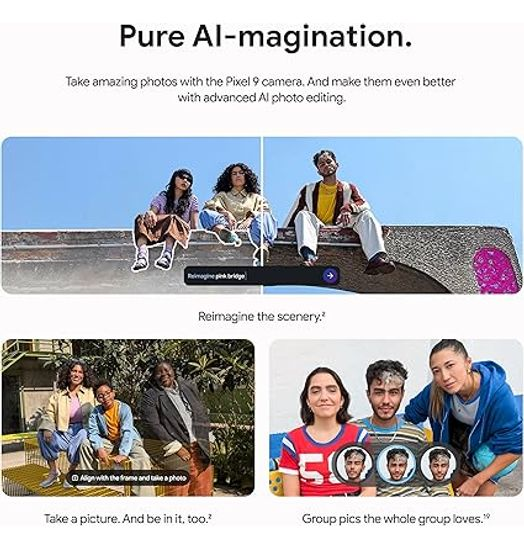 Pure AI-magination.
Take amazing photos with the Pixel 9 camera. And make them even better
with advanced AI photo editing.
Reimagine pink bridge
Reimagine the scenery.²
Align with the frame and take a photo
Take a picture. And be in it, too.²
50
Group pics the whole group loves.¹⁹